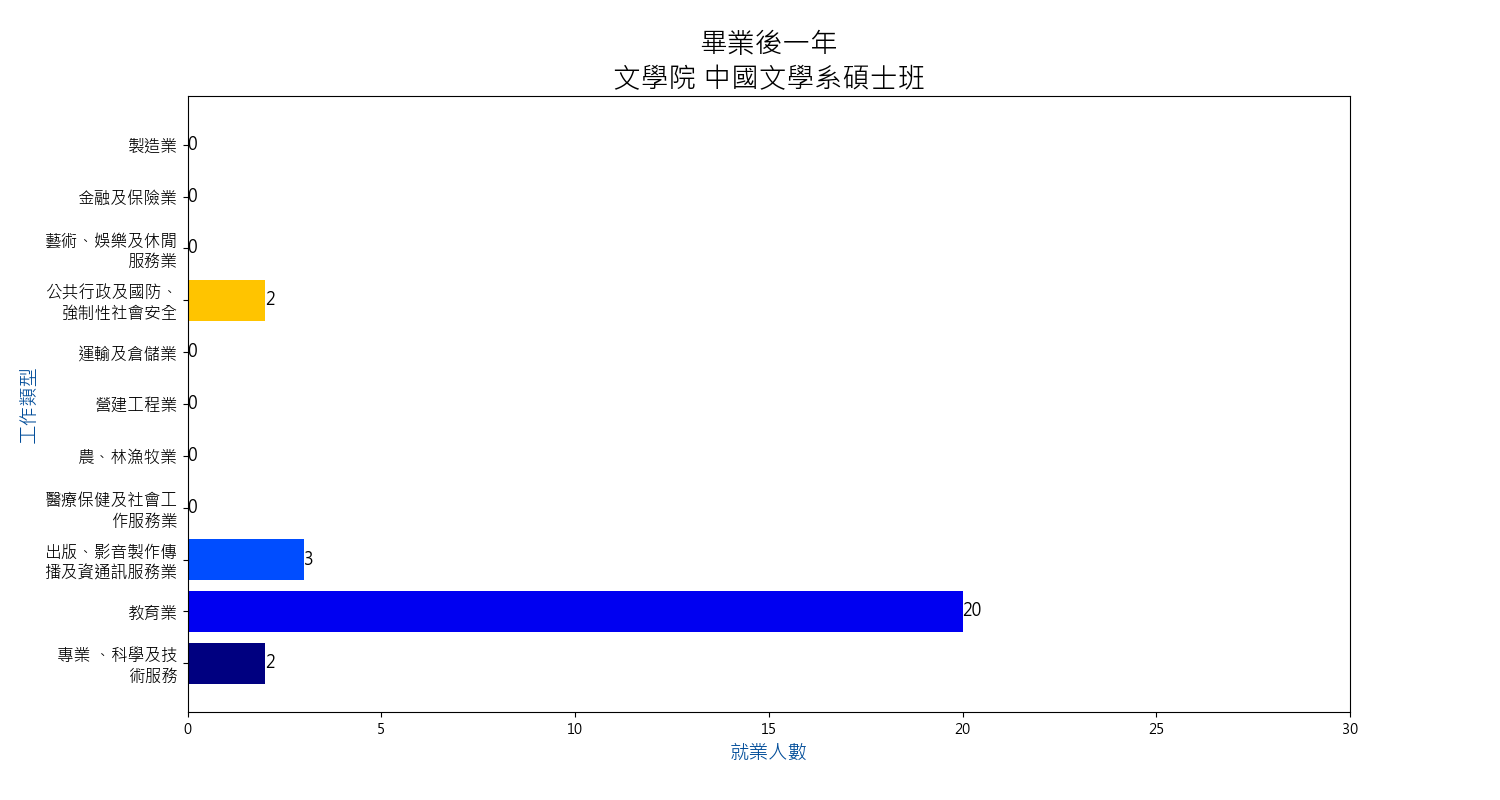 畢業後一年
文學院 中國文學系碩士班
製造業
0
金融及保險業
0
藝術、娛樂及休閒
服務業
0
公共行政及國防、
強制性社會安全
2
運輸及倉儲業
0
營建工程業
0
農、林漁牧業
0
醫療保健及社會工
作服務業
0
出版、影音製作傳
播及資通訊服務業
3
教育業
20
專業 、科學及技
術服務
2
工作類型
0 5 10 15 20 25 30
就業人數